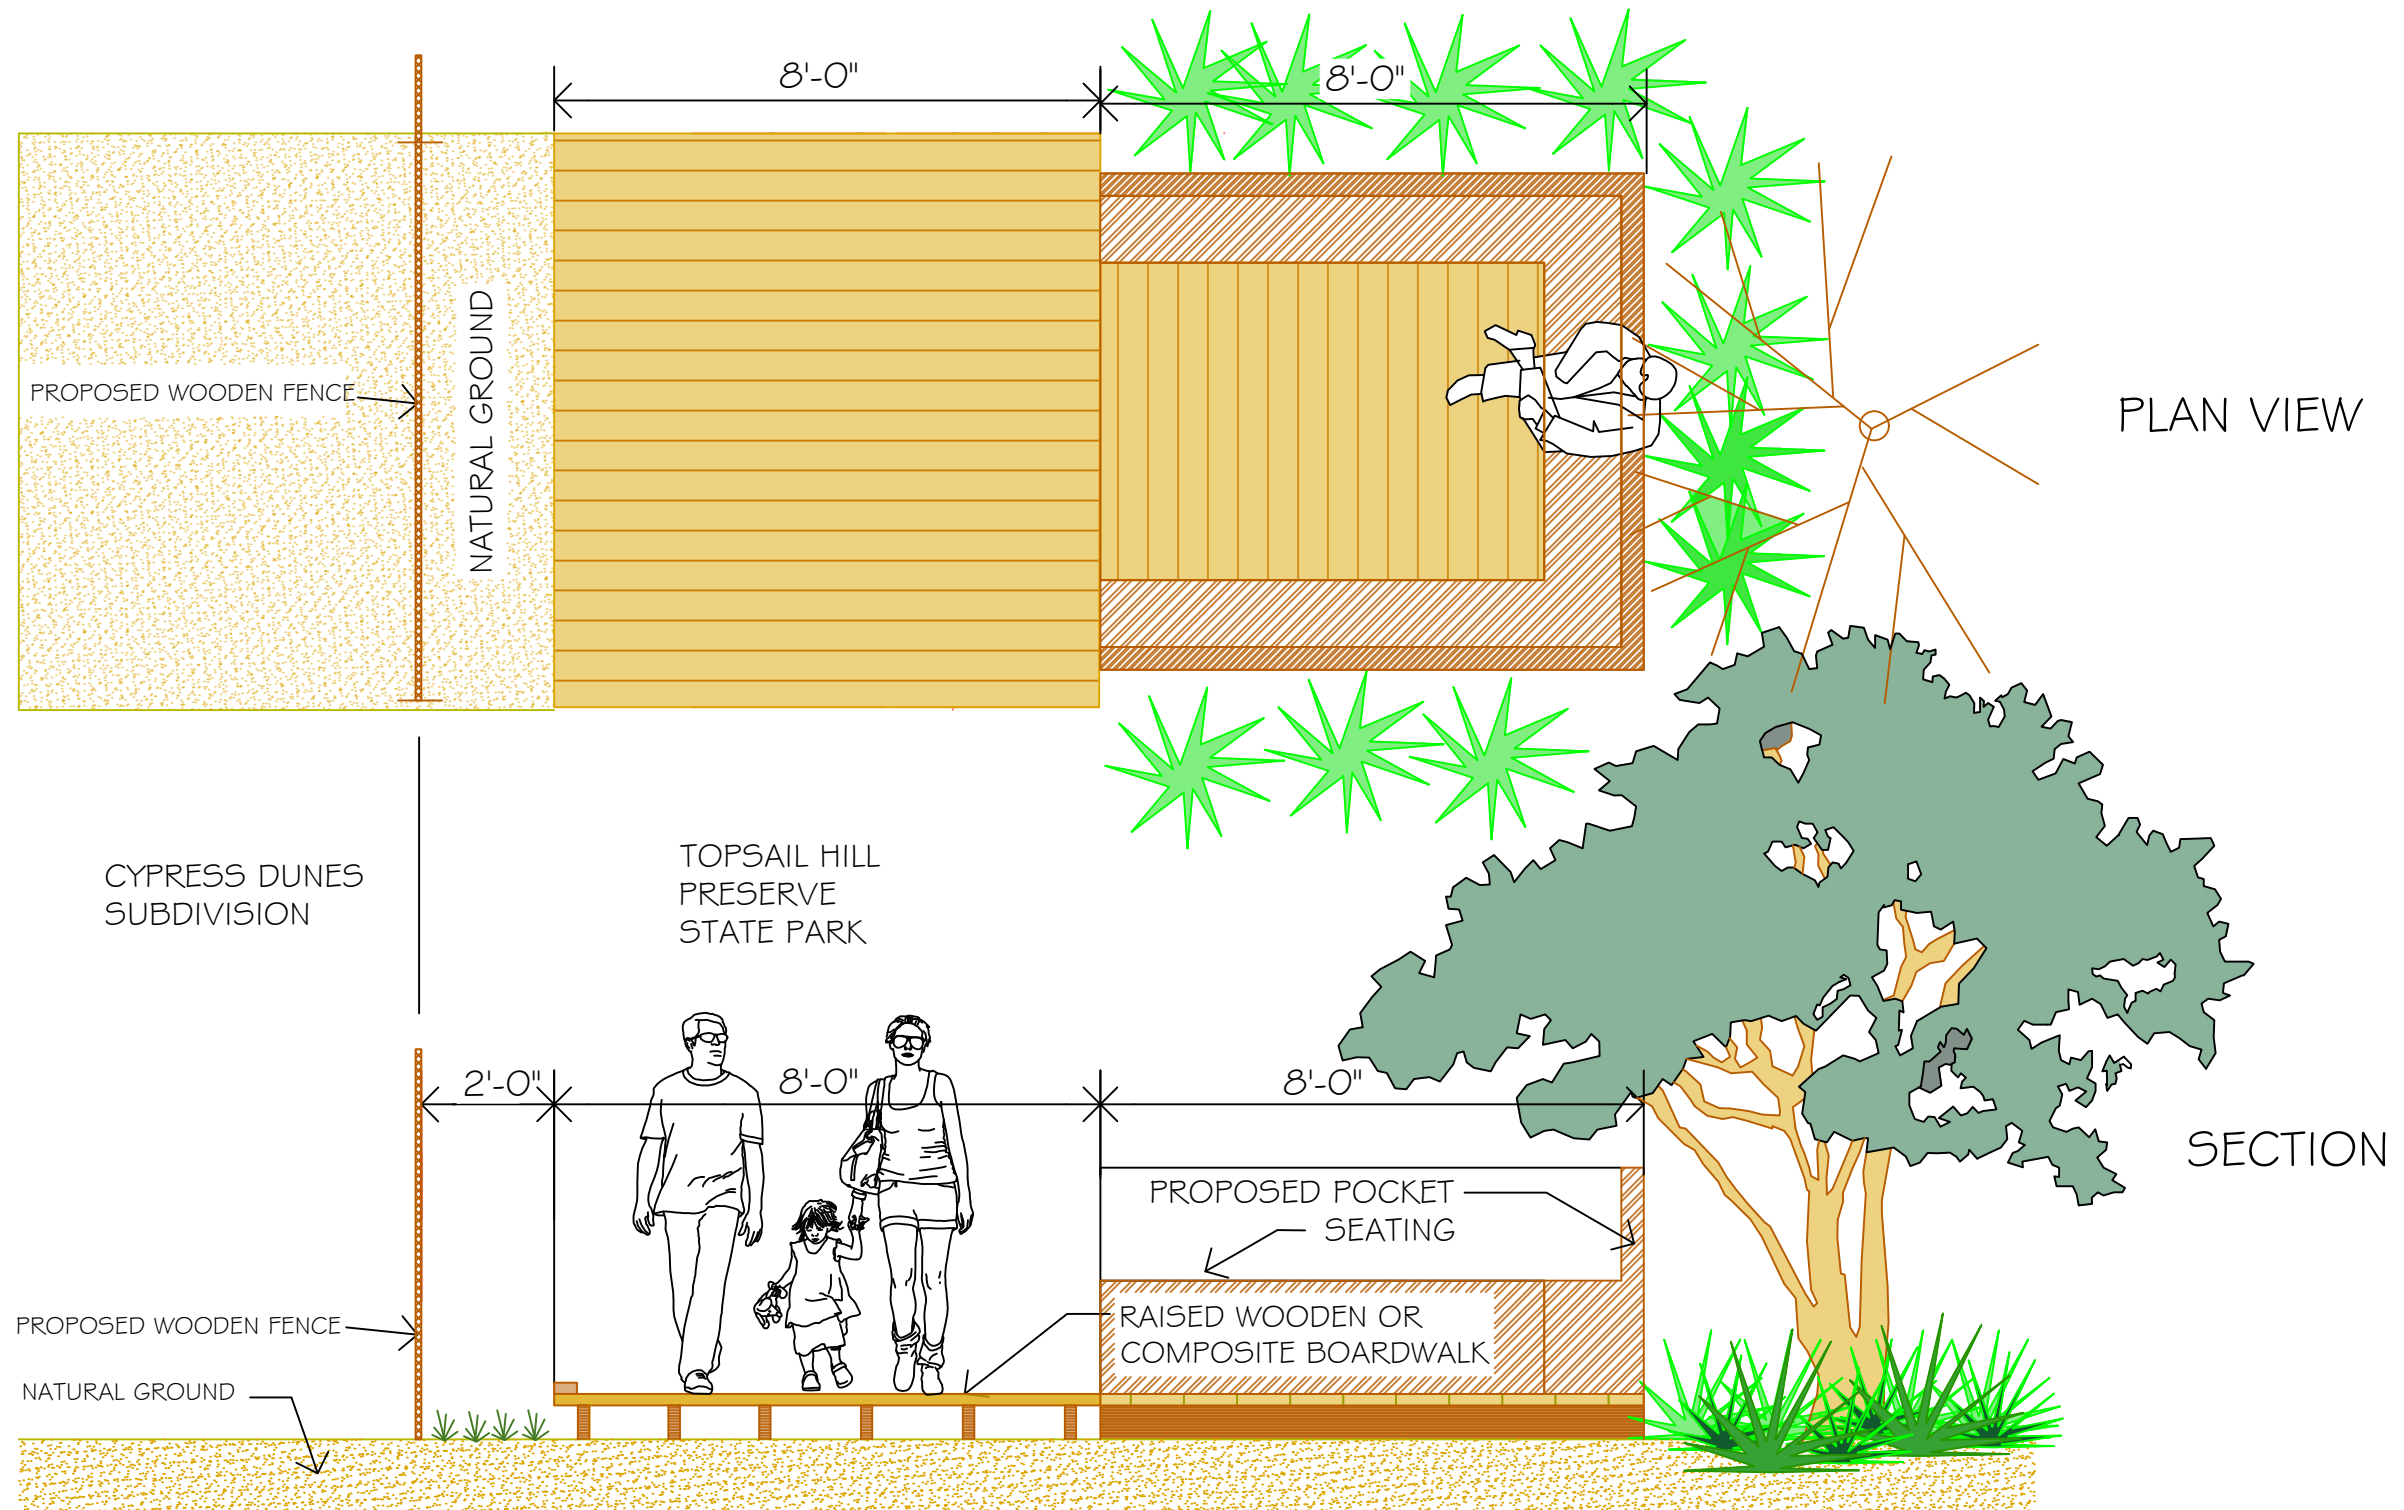 8'-0"
8'-0"
PROPOSED WOODEN FENCE
NATURAL GROUND
PLAN VIEW
CYPRESS DUNES
SUBDIVISION
TOPSAIL HILL
PRESERVE
STATE PARK
2'-0"
8'-0"
8'-0"
SECTION
PROPOSED POCKET
SEATING
RAISED WOODEN OR
COMPOSITE BOARDWALK
PROPOSED WOODEN FENCE
NATURAL GROUND